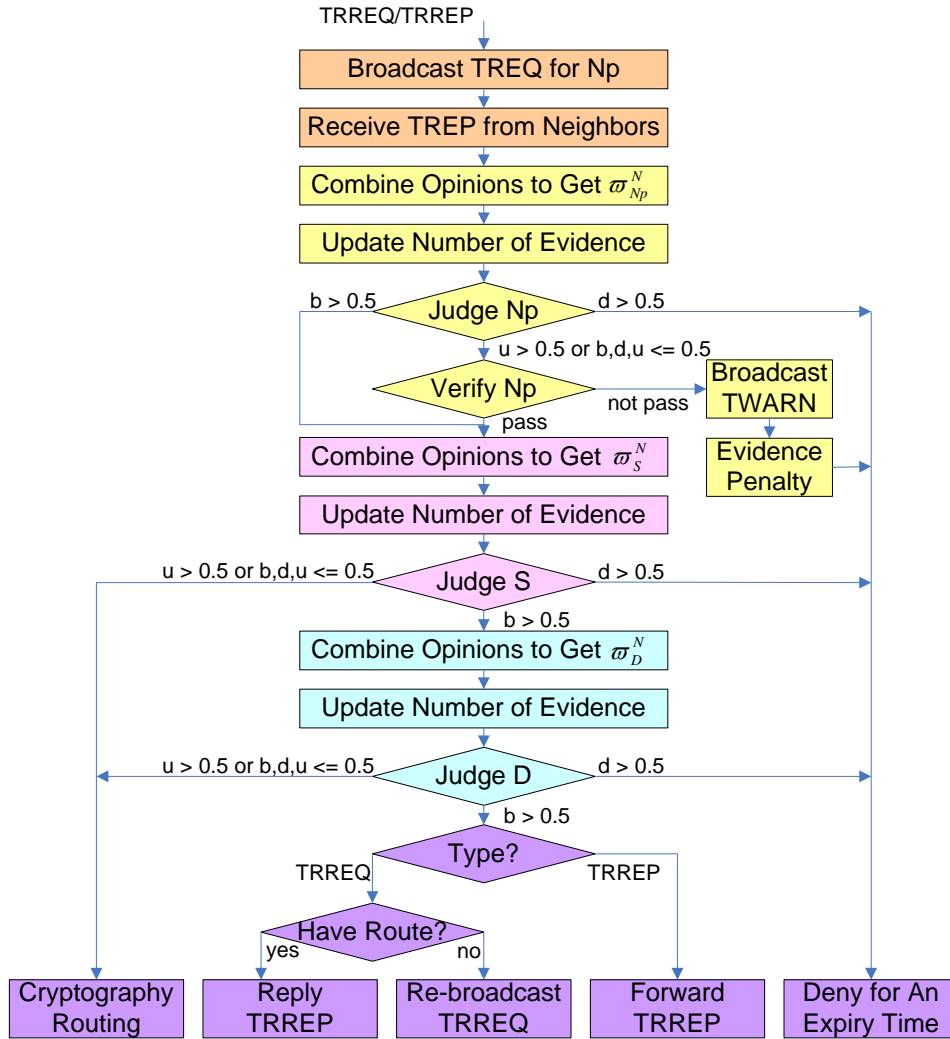 TRREQ/TRREP
Broadcast TREQ for Np
Receive TREP from Neighbors
Combine Opinions to Get ϖ^N_Np
Update Number of Evidence
b > 0.5
Judge Np
d > 0.5
u > 0.5 or b,d,u <= 0.5
Verify Np
not pass
Broadcast
TWARN
pass
Evidence
Penalty
Combine Opinions to Get ϖ^N_S
Update Number of Evidence
u > 0.5 or b,d,u <= 0.5
Judge S
d > 0.5
b > 0.5
Combine Opinions to Get ϖ^N_D
Update Number of Evidence
u > 0.5 or b,d,u <= 0.5
Judge D
d > 0.5
b > 0.5
Type?
TRREQ
TRREP
Have Route?
yes
no
Cryptography
Routing
Reply
TRREP
Re-broadcast
TRREQ
Forward
TRREP
Deny for An
Expiry Time